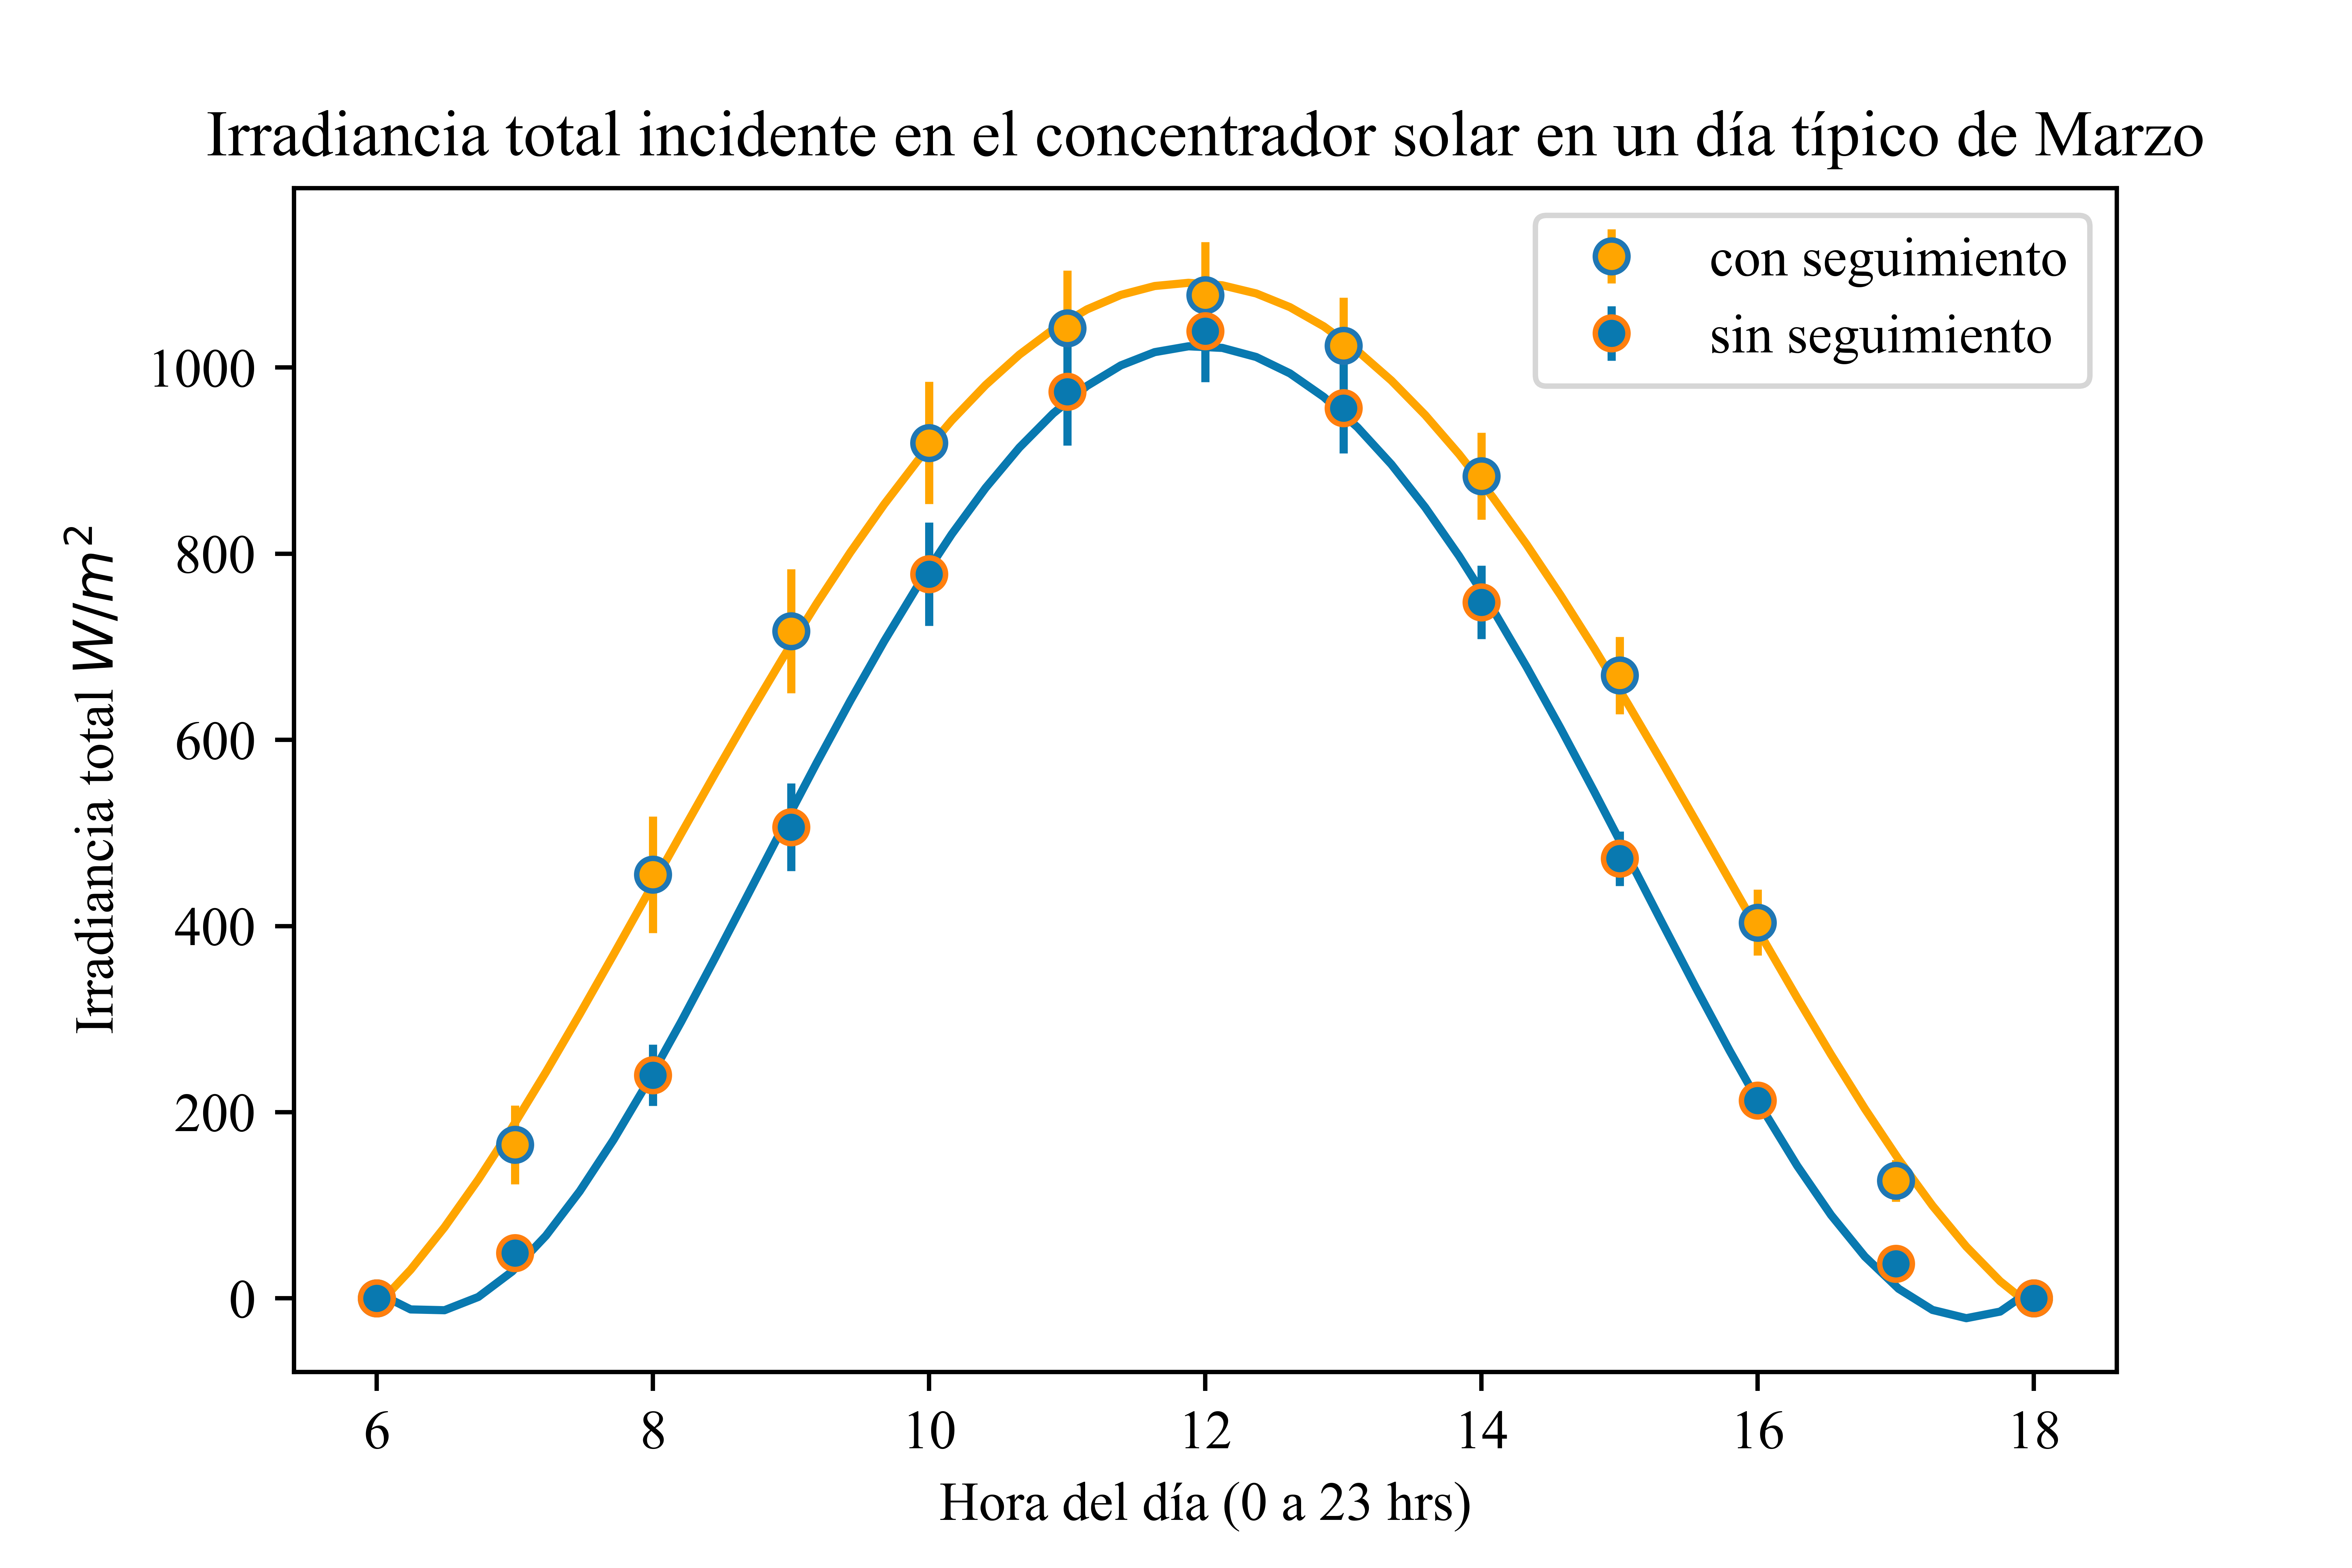 Irradiancia total incidente en el concentrador solar en un día típico de Marzo
con seguimiento
sin seguimiento
Irradiancia total W/m²
1000
800
600
400
200
0
6 8 10 12 14 16 18
Hora del día (0 a 23 hrs)